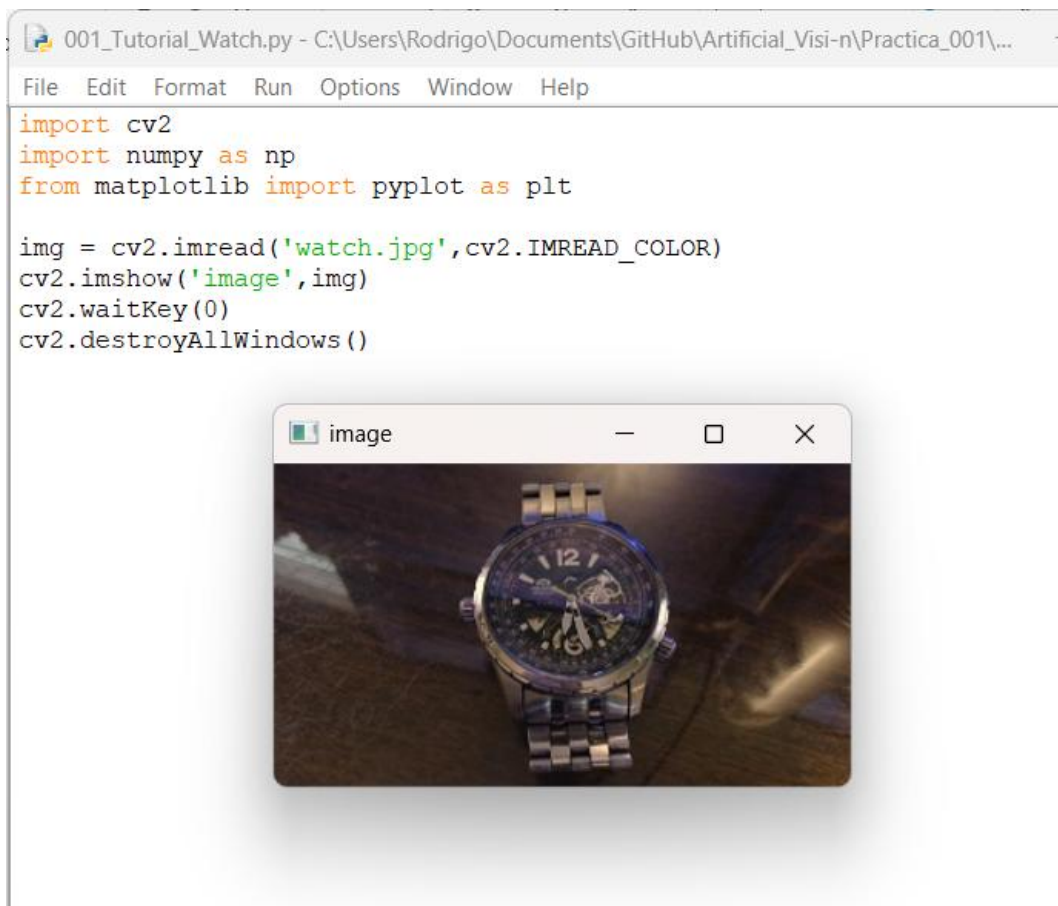 001_Tutorial_Watch.py - C:\Users\Rodrigo\Documents\GitHub\Artificial_Visi-n\Practica_001\...
File Edit Format Run Options Window Help
import cv2
import numpy as np
from matplotlib import pyplot as plt
img = cv2.imread('watch.jpg',cv2.IMREAD_COLOR)
cv2.imshow('image',img)
cv2.waitKey(0)
cv2.destroyAllWindows()
image
12
6